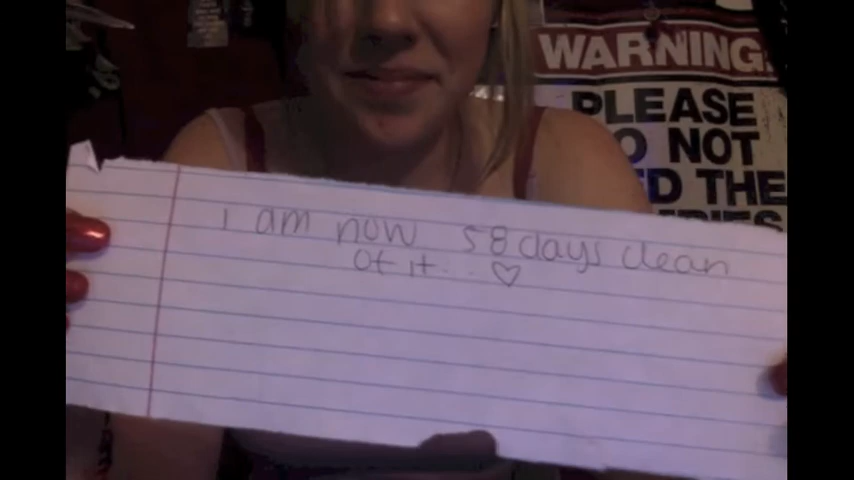 WARNING
PLEASE
O NOT
D THE
i am now 58 days clean
of it... ♡